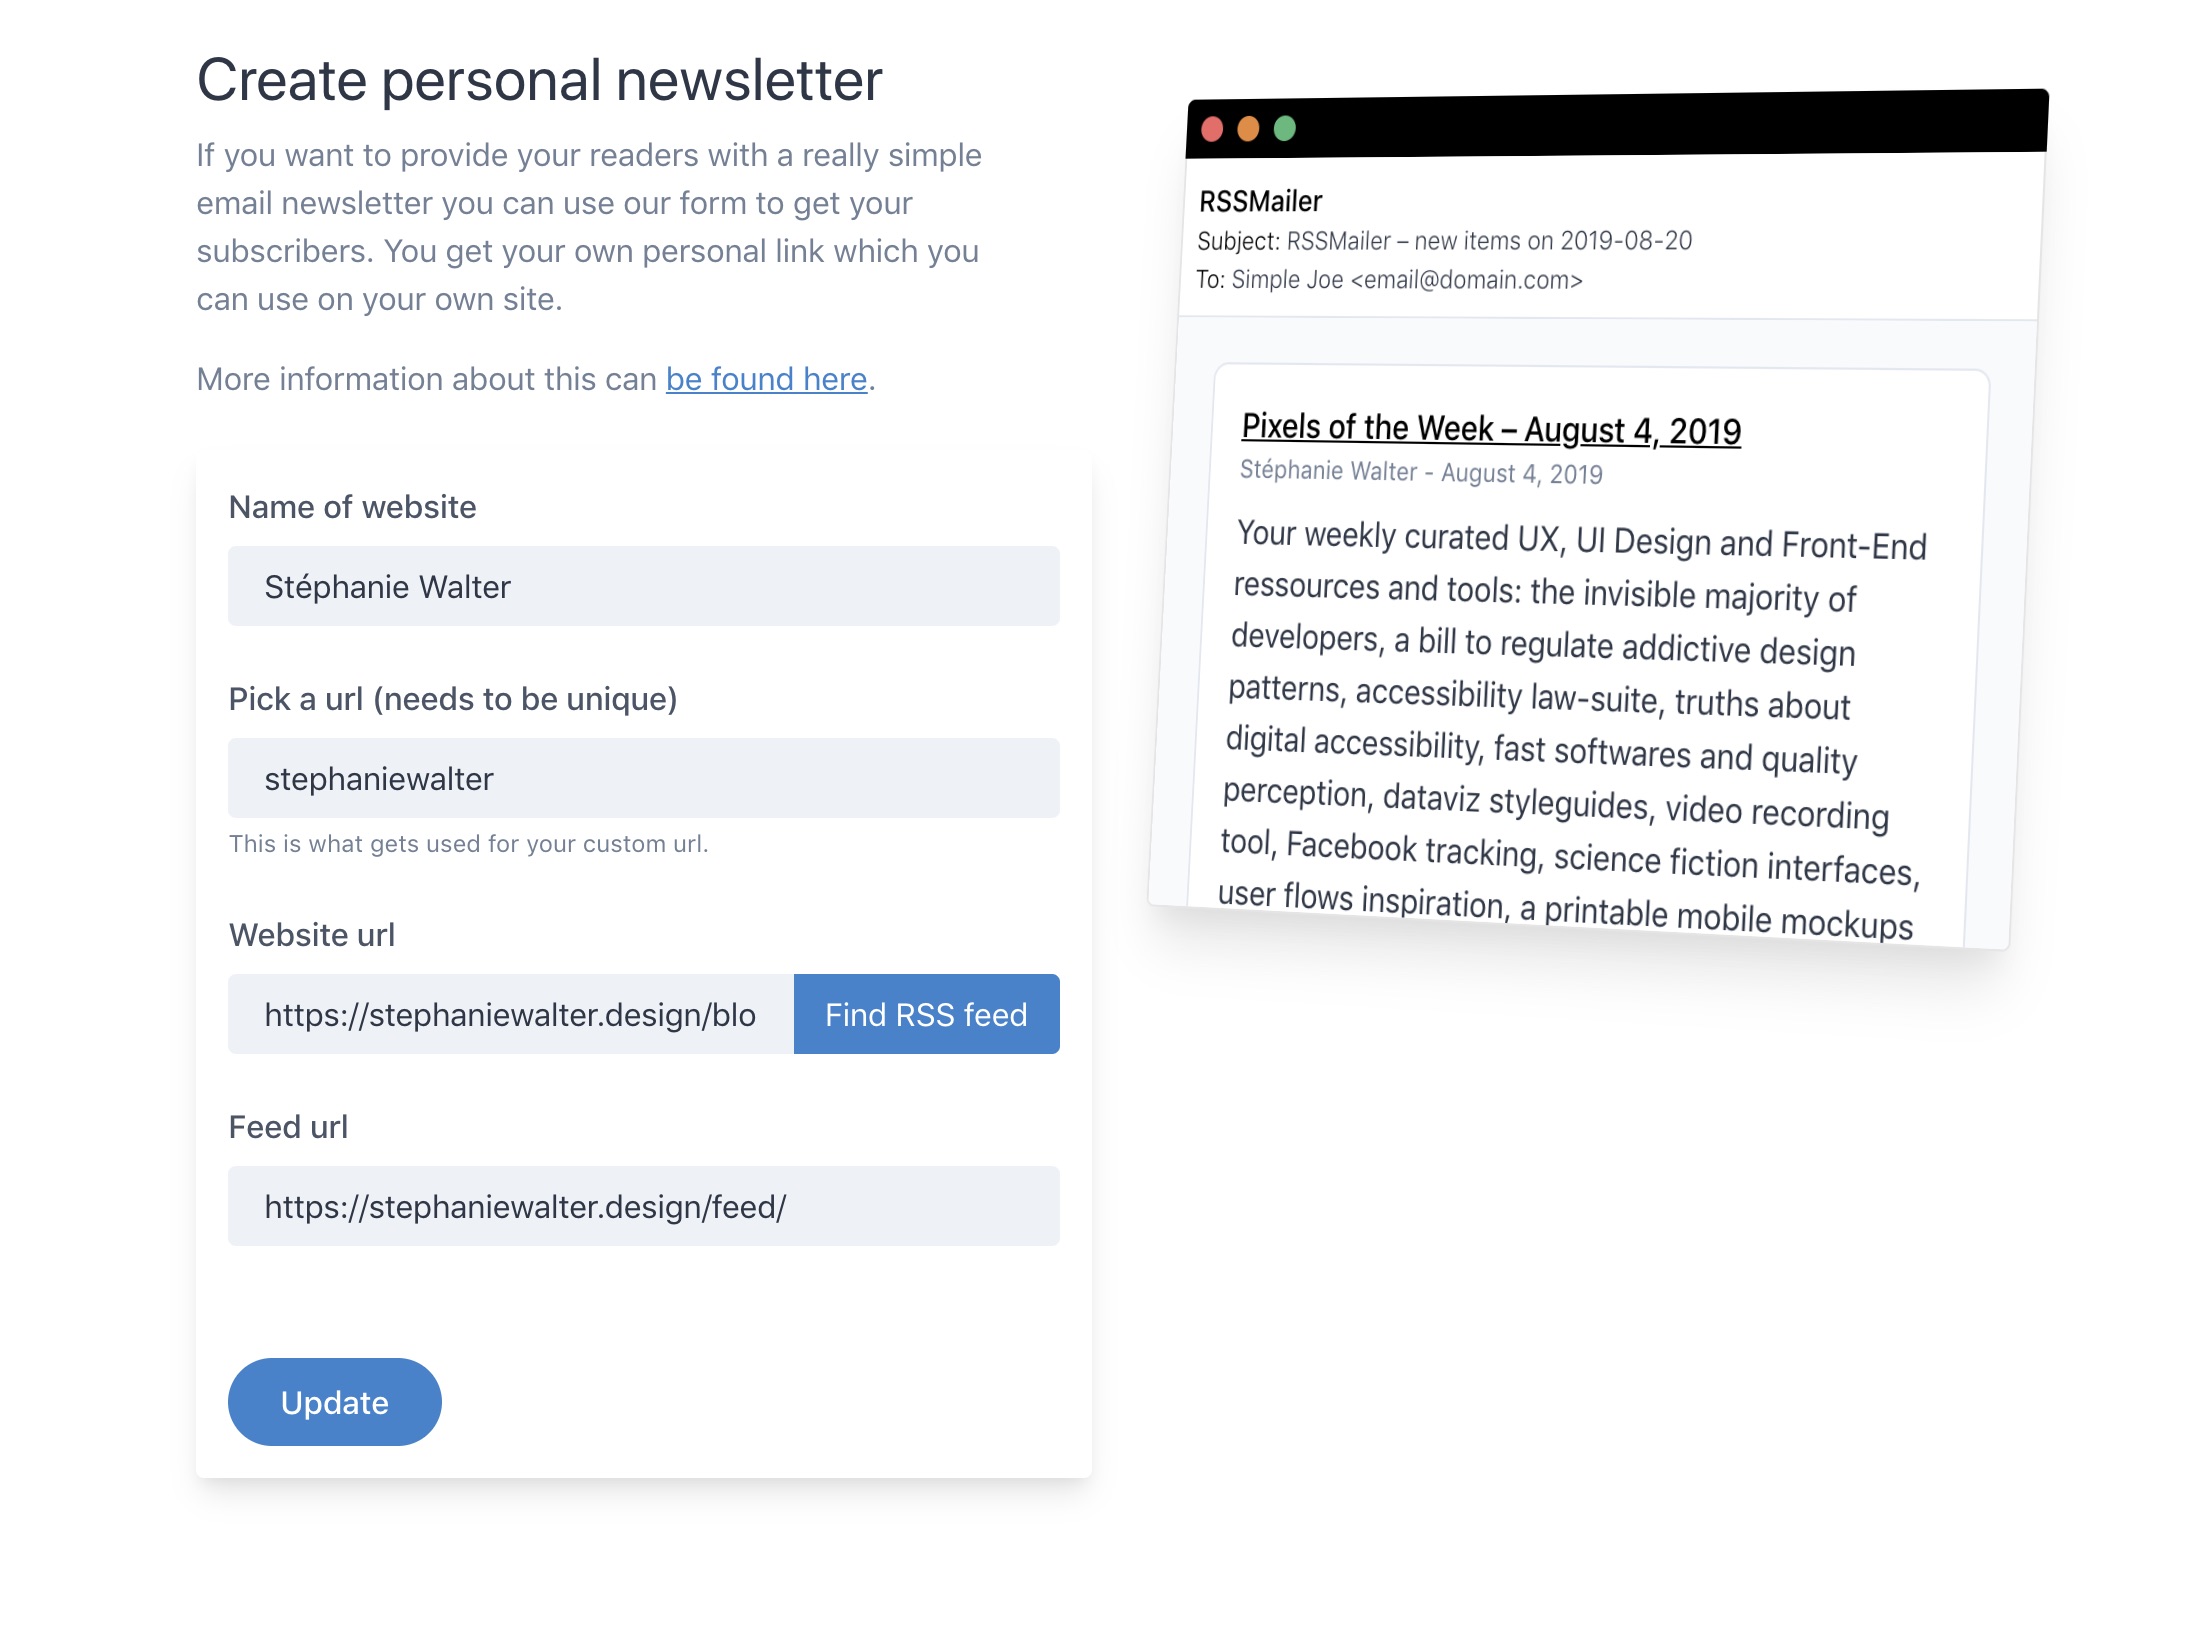 Create personal newsletter
If you want to provide your readers with a really simple
email newsletter you can use our form to get your
subscribers. You get your own personal link which you
can use on your own site.
More information about this can be found here.
Name of website
Stéphanie Walter
Pick a url (needs to be unique)
stephaniewalter
This is what gets used for your custom url.
Website url
https://stephaniewalter.design/blo
Find RSS feed
Feed url
https://stephaniewalter.design/feed/
Update
RSSMailer
Subject: RSSMailer – new items on 2019-08-20
To: Simple Joe <email@domain.com>
Pixels of the Week – August 4, 2019
Stéphanie Walter - August 4, 2019
Your weekly curated UX, UI Design and Front-End
ressources and tools: the invisible majority of
developers, a bill to regulate addictive design
patterns, accessibility law-suite, truths about
digital accessibility, fast softwares and quality
perception, dataviz styleguides, video recording
tool, Facebook tracking, science fiction interfaces,
user flows inspiration, a printable mobile mockups